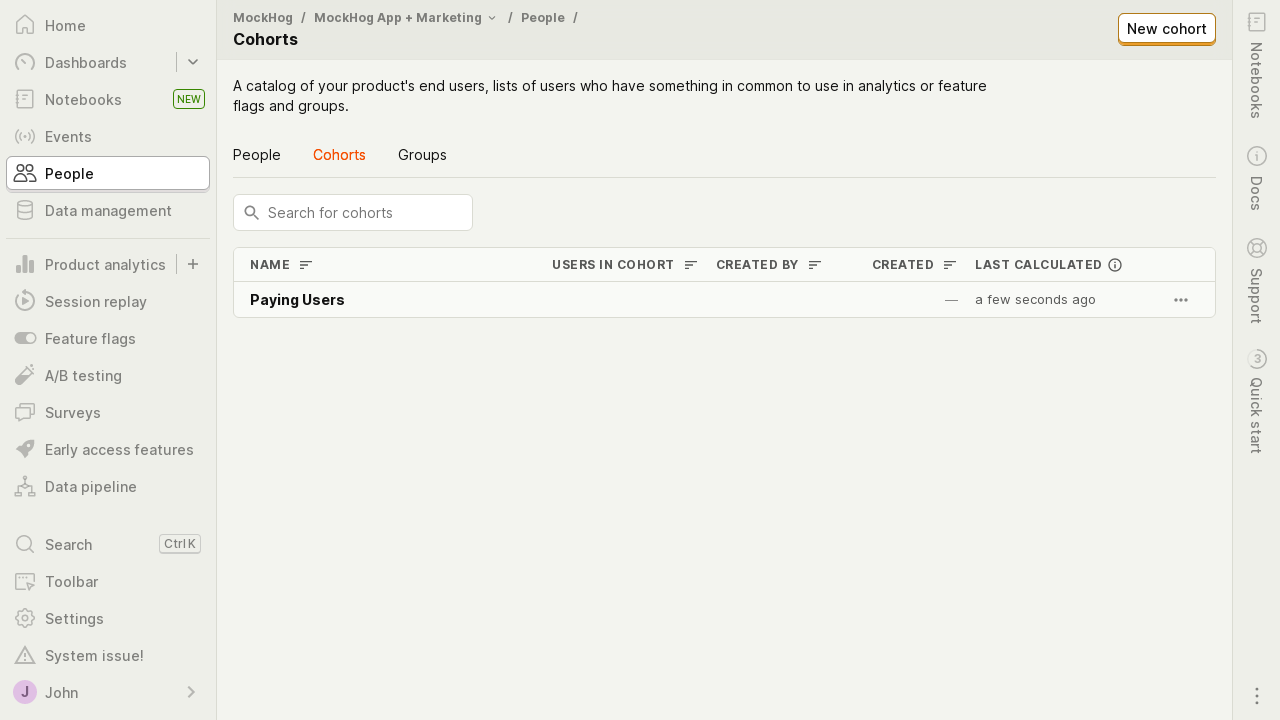 Home
Dashboards
Notebooks
NEW
Events
People
Data management
Product analytics
Session replay
Feature flags
A/B testing
Surveys
Early access features
Data pipeline
Search
Ctrl K
Toolbar
Settings
System issue!
J
John
MockHog / MockHog App + Marketing / People /
Cohorts
New cohort
A catalog of your product's end users, lists of users who have something in common to use in analytics or feature
flags and groups.
People
Cohorts
Groups
Search for cohorts
NAME
USERS IN COHORT
CREATED BY
CREATED
LAST CALCULATED
Paying Users
—
a few seconds ago
Notebooks
Docs
Support
3
Quick start